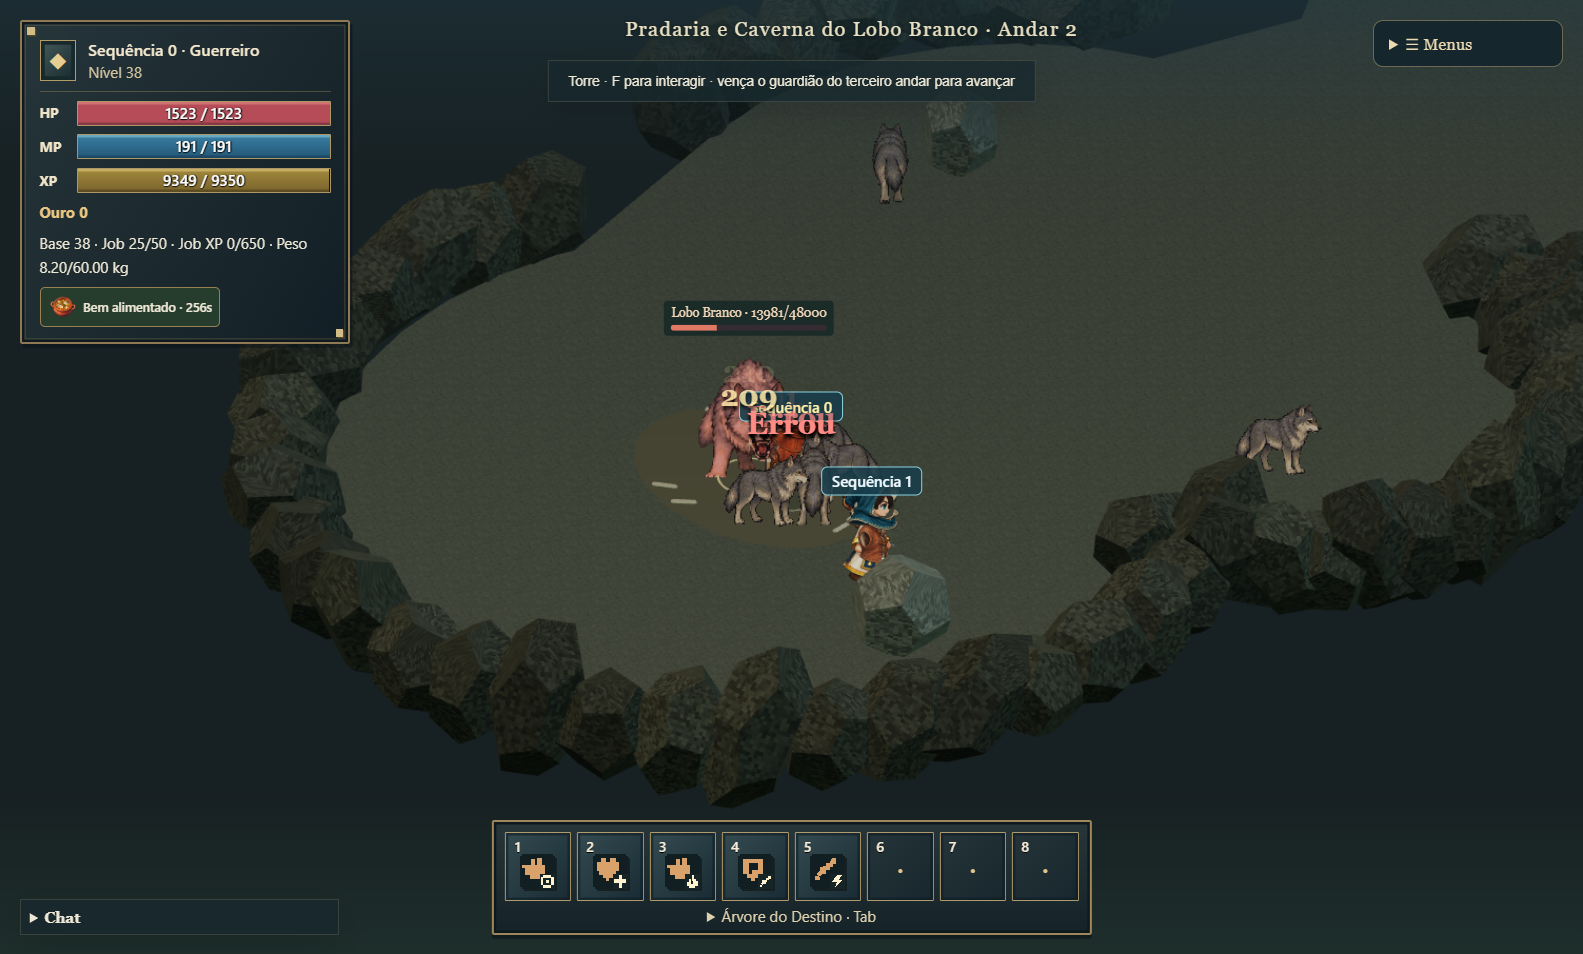 Sequência 0 · Guerreiro
Nível 38
HP
1523 / 1523
MP
191 / 191
XP
9349 / 9350
Ouro 0
Base 38 · Job 25/50 · Job XP 0/650 · Peso
8.20/60.00 kg
Bem alimentado · 256s
Pradaria e Caverna do Lobo Branco · Andar 2
Torre · F para interagir · vença o guardião do terceiro andar para avançar
▶ ☰ Menus
Lobo Branco · 13981/48000
209
quência 0
Errou
Sequência 1
1
2
3
4
5
6
7
8
▶ Árvore do Destino · Tab
▶ Chat